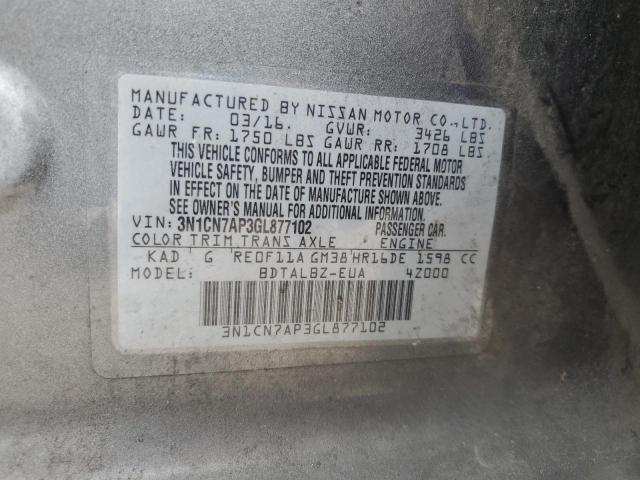 MANUFACTURED BY NISSAN MOTOR CO.,LTD.
DATE: 03/16. GVWR: 3426 LBS
GAWR FR: 1750 LBS GAWR RR: 1708 LBS
THIS VEHICLE CONFORMS TO ALL APPLICABLE FEDERAL MOTOR
VEHICLE SAFETY, BUMPER AND THEFT PREVENTION STANDARDS
IN EFFECT ON THE DATE OF MANUFACTURE SHOWN ABOVE.
SEE OWNER'S MANUAL FOR ADDITIONAL INFORMATION.
VIN: 3N1CN7AP3GL877102 PASSENGER CAR.
COLOR TRIM TRANS AXLE ENGINE
KAD G RE0F11A GM38 HR16DE 1598 CC
MODEL: BDTALBZ-EUA 4Z000
3N1CN7AP3GL877102